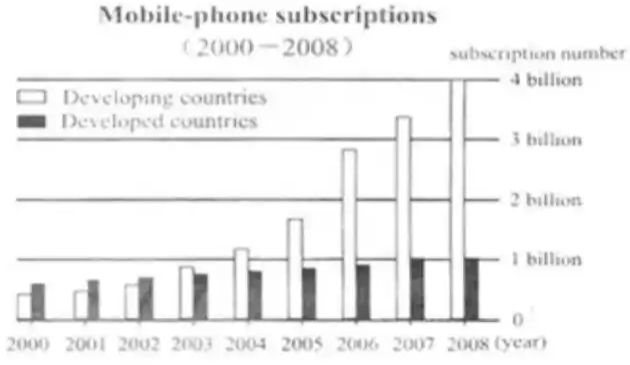 Mobile-phone subscriptions
(2000—2008)
subscription number
4 billion
Developing countries
Developed countries
3 billion
2 billion
1 billion
0
2000 2001 2002 2003 2004 2005 2006 2007 2008 (year)